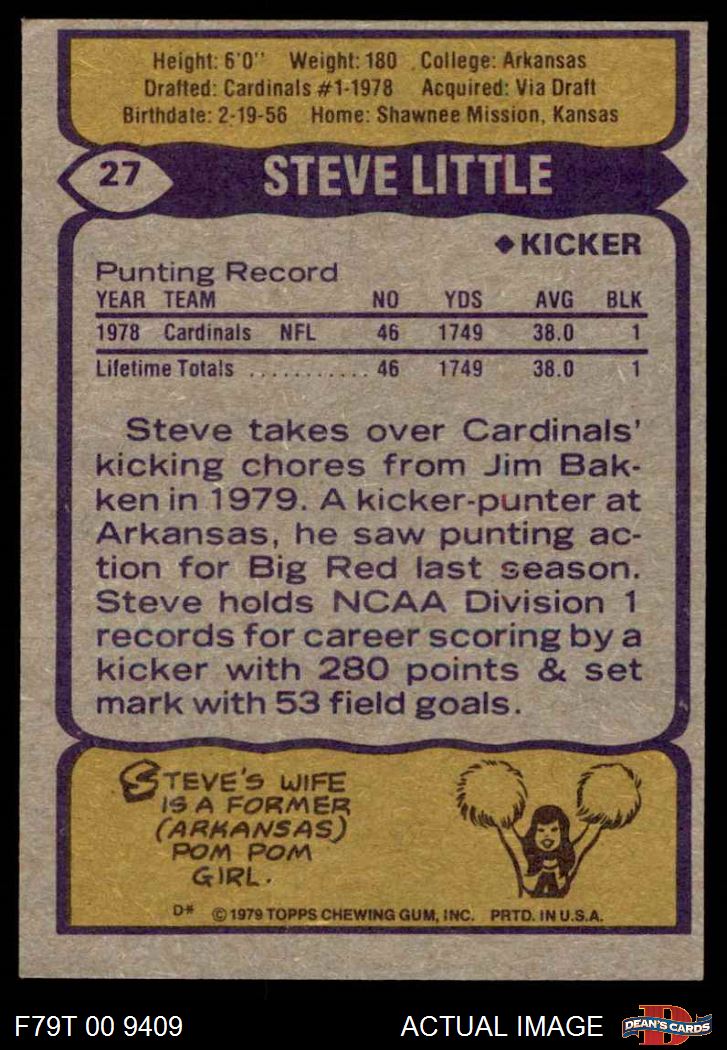 Height: 6'0" Weight: 180 College: Arkansas
Drafted: Cardinals #1-1978 Acquired: Via Draft
Birthdate: 2-19-56 Home: Shawnee Mission, Kansas
27 STEVE LITTLE
◆KICKER
Punting Record
YEAR TEAM NO YDS AVG BLK
1978 Cardinals NFL 46 1749 38.0 1
Lifetime Totals ........... 46 1749 38.0 1
Steve takes over Cardinals'
kicking chores from Jim Bak-
ken in 1979. A kicker-punter at
Arkansas, he saw punting ac-
tion for Big Red last season.
Steve holds NCAA Division 1
records for career scoring by a
kicker with 280 points & set
mark with 53 field goals.
STEVE'S WIFE
IS A FORMER
(ARKANSAS)
POM POM
GIRL.
A
D* © 1979 TOPPS CHEWING GUM, INC. PRTD. IN U.S.A.
F79T 00 9409 ACTUAL IMAGE D DEAN'S CARDS